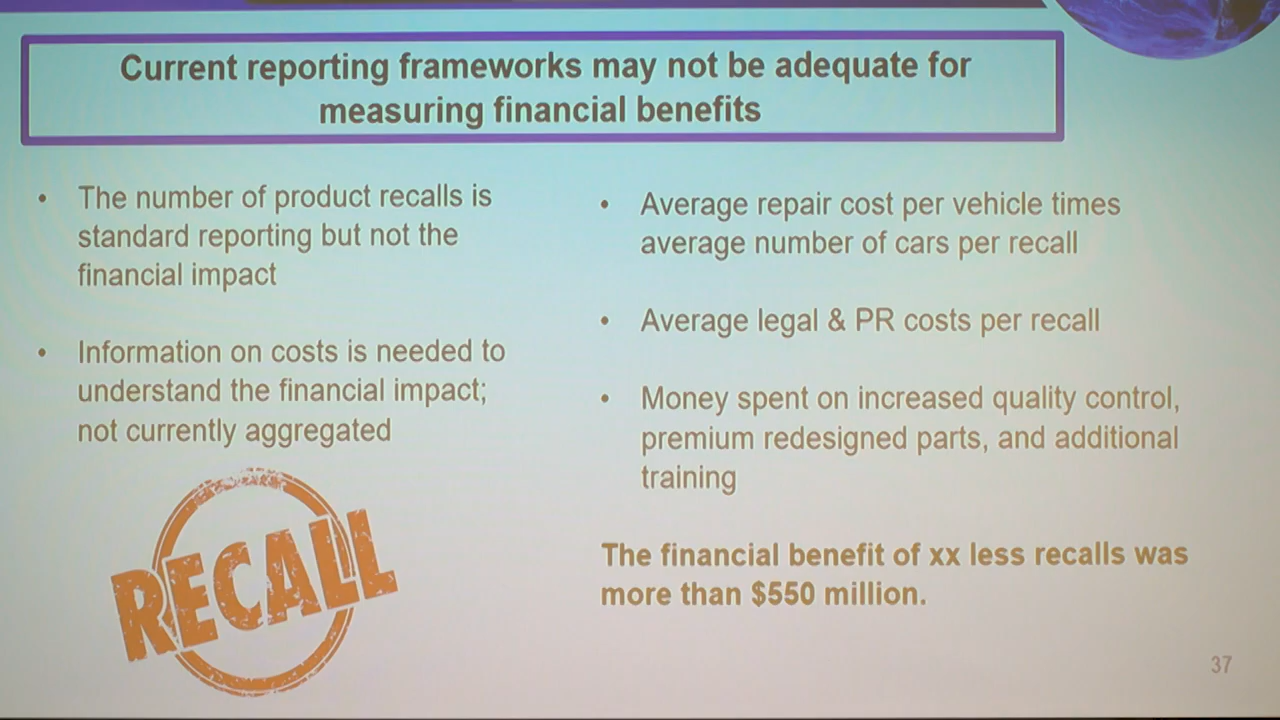 Current reporting frameworks may not be adequate for
measuring financial benefits
• The number of product recalls is
standard reporting but not the
financial impact
• Information on costs is needed to
understand the financial impact;
not currently aggregated
RECALL
• Average repair cost per vehicle times
average number of cars per recall
• Average legal & PR costs per recall
• Money spent on increased quality control,
premium redesigned parts, and additional
training
The financial benefit of xx less recalls was
more than $550 million.
37